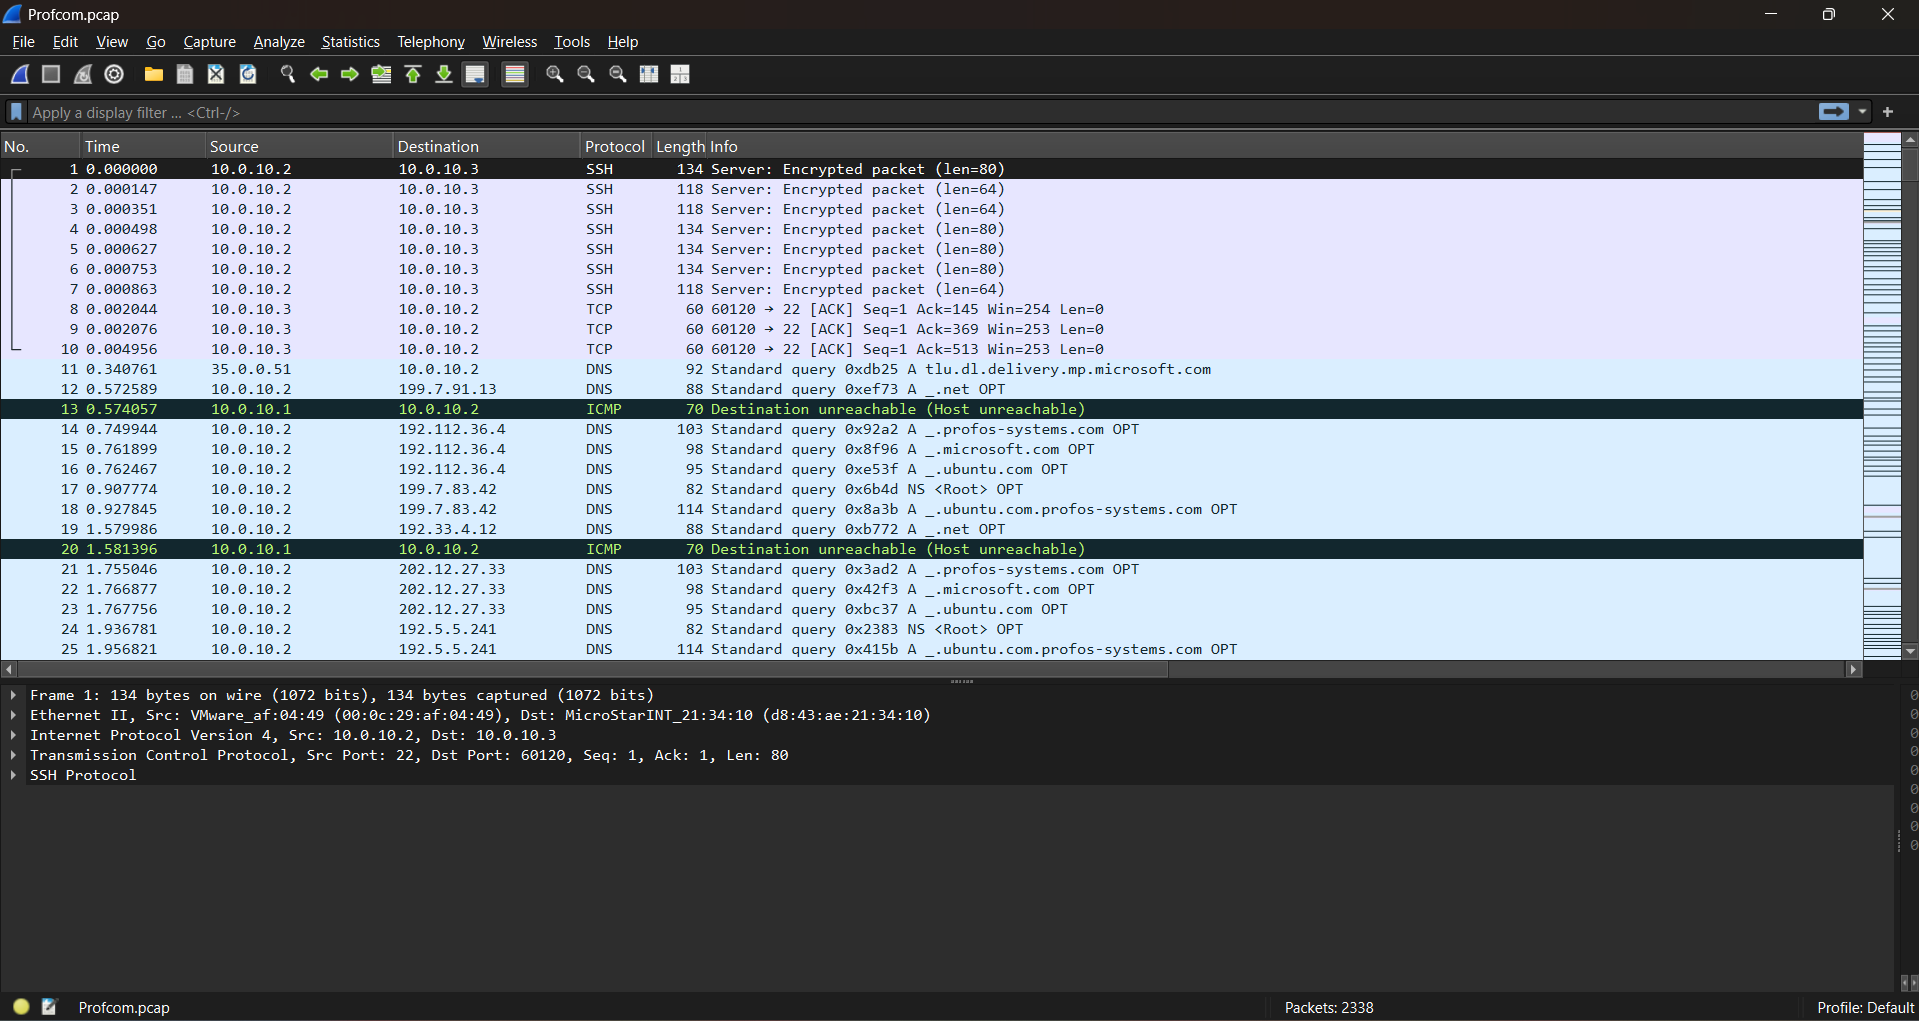 Profcom.pcap
File Edit View Go Capture Analyze Statistics Telephony Wireless Tools Help
Apply a display filter ... <Ctrl-/>
No. Time Source Destination Protocol Length Info
1 0.000000 10.0.10.2 10.0.10.3 SSH 134 Server: Encrypted packet (len=80)
2 0.000147 10.0.10.2 10.0.10.3 SSH 118 Server: Encrypted packet (len=64)
3 0.000351 10.0.10.2 10.0.10.3 SSH 118 Server: Encrypted packet (len=64)
4 0.000498 10.0.10.2 10.0.10.3 SSH 134 Server: Encrypted packet (len=80)
5 0.000627 10.0.10.2 10.0.10.3 SSH 134 Server: Encrypted packet (len=80)
6 0.000753 10.0.10.2 10.0.10.3 SSH 134 Server: Encrypted packet (len=80)
7 0.000863 10.0.10.2 10.0.10.3 SSH 118 Server: Encrypted packet (len=64)
8 0.002044 10.0.10.3 10.0.10.2 TCP 60 60120 → 22 [ACK] Seq=1 Ack=145 Win=254 Len=0
9 0.002076 10.0.10.3 10.0.10.2 TCP 60 60120 → 22 [ACK] Seq=1 Ack=369 Win=253 Len=0
10 0.004956 10.0.10.3 10.0.10.2 TCP 60 60120 → 22 [ACK] Seq=1 Ack=513 Win=253 Len=0
11 0.340761 35.0.0.51 10.0.10.2 DNS 92 Standard query 0xdb25 A tlu.dl.delivery.mp.microsoft.com
12 0.572589 10.0.10.2 199.7.91.13 DNS 88 Standard query 0xef73 A _.net OPT
13 0.574057 10.0.10.1 10.0.10.2 ICMP 70 Destination unreachable (Host unreachable)
14 0.749944 10.0.10.2 192.112.36.4 DNS 103 Standard query 0x92a2 A _.profos-systems.com OPT
15 0.761899 10.0.10.2 192.112.36.4 DNS 98 Standard query 0x8f96 A _.microsoft.com OPT
16 0.762467 10.0.10.2 192.112.36.4 DNS 95 Standard query 0xe53f A _.ubuntu.com OPT
17 0.907774 10.0.10.2 199.7.83.42 DNS 82 Standard query 0x6b4d NS <Root> OPT
18 0.927845 10.0.10.2 199.7.83.42 DNS 114 Standard query 0x8a3b A _.ubuntu.com.profos-systems.com OPT
19 1.579986 10.0.10.2 192.33.4.12 DNS 88 Standard query 0xb772 A _.net OPT
20 1.581396 10.0.10.1 10.0.10.2 ICMP 70 Destination unreachable (Host unreachable)
21 1.755046 10.0.10.2 202.12.27.33 DNS 103 Standard query 0x3ad2 A _.profos-systems.com OPT
22 1.766877 10.0.10.2 202.12.27.33 DNS 98 Standard query 0x42f3 A _.microsoft.com OPT
23 1.767756 10.0.10.2 202.12.27.33 DNS 95 Standard query 0xbc37 A _.ubuntu.com OPT
24 1.936781 10.0.10.2 192.5.5.241 DNS 82 Standard query 0x2383 NS <Root> OPT
25 1.956821 10.0.10.2 192.5.5.241 DNS 114 Standard query 0x415b A _.ubuntu.com.profos-systems.com OPT
Frame 1: 134 bytes on wire (1072 bits), 134 bytes captured (1072 bits)
Ethernet II, Src: VMware_af:04:49 (00:0c:29:af:04:49), Dst: MicroStarINT_21:34:10 (d8:43:ae:21:34:10)
Internet Protocol Version 4, Src: 10.0.10.2, Dst: 10.0.10.3
Transmission Control Protocol, Src Port: 22, Dst Port: 60120, Seq: 1, Ack: 1, Len: 80
SSH Protocol
0
0
0
0
0
0
0
0
0
Profcom.pcap Packets: 2338 Profile: Default